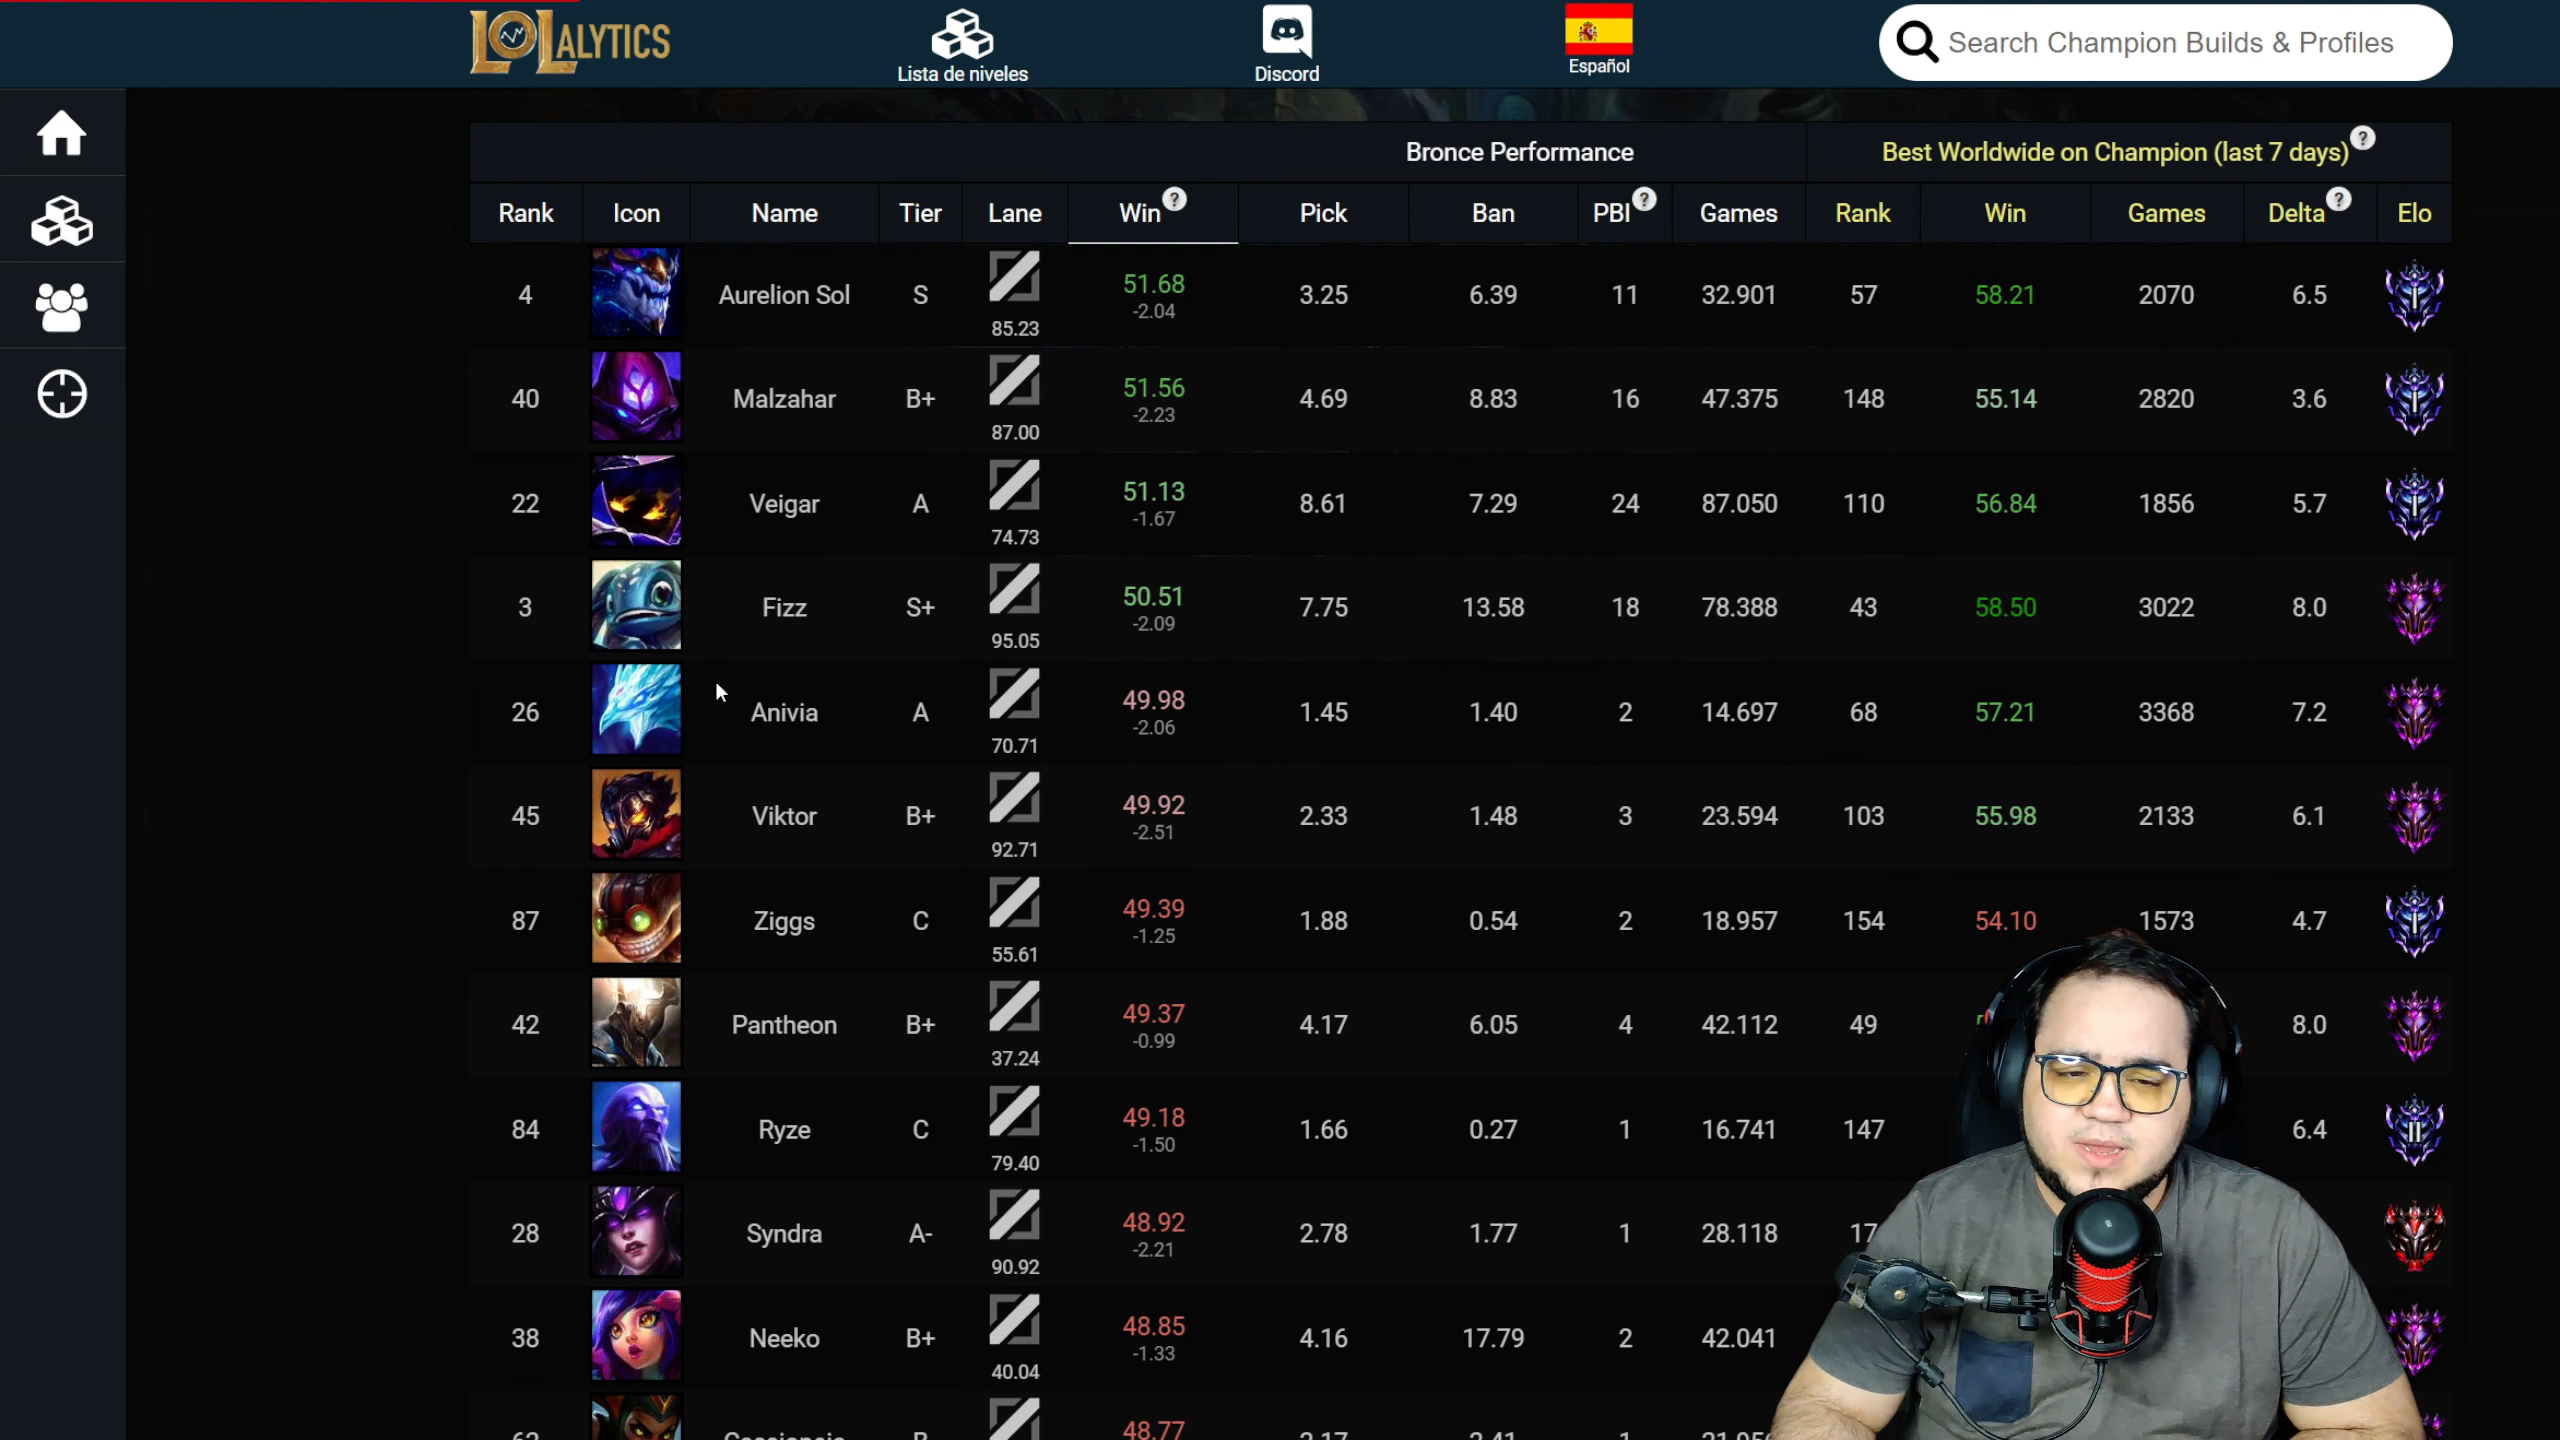 LOLALYTICS
Lista de niveles
Discord
Español
Search Champion Builds & Profiles
Bronce Performance
Best Worldwide on Champion (last 7 days) ?
Rank Icon Name Tier Lane Win ? Pick Ban PBI ? Games Rank Win Games Delta ? Elo
4 Aurelion Sol S 85.23 51.68 -2.04 3.25 6.39 11 32.901 57 58.21 2070 6.5 I
40 Malzahar B+ 87.00 51.56 -2.23 4.69 8.83 16 47.375 148 55.14 2820 3.6 I
22 Veigar A 74.73 51.13 -1.67 8.61 7.29 24 87.050 110 56.84 1856 5.7 I
3 Fizz S+ 95.05 50.51 -2.09 7.75 13.58 18 78.388 43 58.50 3022 8.0
26 Anivia A 70.71 49.98 -2.06 1.45 1.40 2 14.697 68 57.21 3368 7.2
45 Viktor B+ 92.71 49.92 -2.51 2.33 1.48 3 23.594 103 55.98 2133 6.1
87 Ziggs C 55.61 49.39 -1.25 1.88 0.54 2 18.957 154 54.10 1573 4.7 I
42 Pantheon B+ 37.24 49.37 -0.99 4.17 6.05 4 42.112 49 8.0
84 Ryze C 79.40 49.18 -1.50 1.66 0.27 1 16.741 147 6.4 II
28 Syndra A- 90.92 48.92 -2.21 2.78 1.77 1 28.118
38 Neeko B+ 40.04 48.85 -1.33 4.16 17.79 2 42.041
48.77